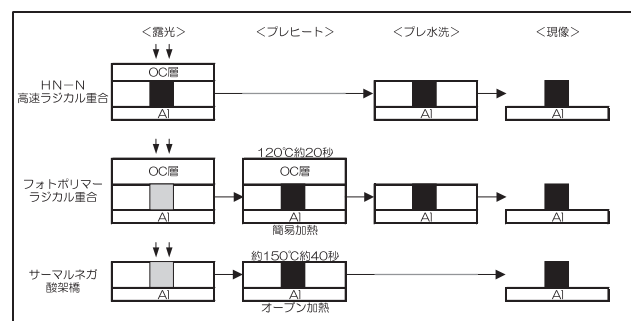 ＜露光＞ ＜プレヒート＞ ＜プレ水洗＞ ＜現像＞
HN－N
高速ラジカル重合
OC層
Al Al Al
120℃約20秒
フォトポリマー
ラジカル重合
OC層 OC層
Al Al Al Al
簡易加熱
約150℃約40秒
サーマルネガ
酸架橋
Al Al Al
オーブン加熱